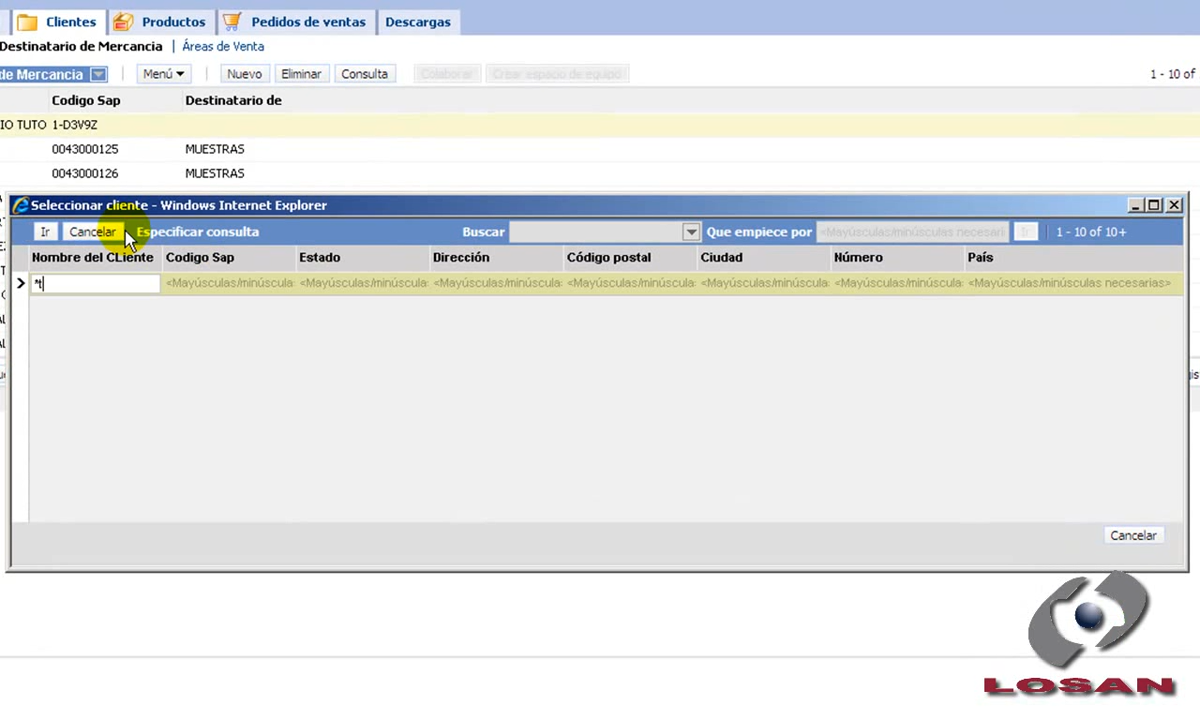 Clientes Productos Pedidos de ventas Descargas
Destinatario de Mercancia | Áreas de Venta
de Mercancia Menú Nuevo Eliminar Consulta Colaborar Crear espacio de equipo 1 - 10 of
Codigo Sap Destinatario de
IO TUTO 1-D3V9Z
0043000125 MUESTRAS
0043000126 MUESTRAS
Seleccionar cliente - Windows Internet Explorer
Ir Cancelar Especificar consulta Buscar Que empiece por <Mayúsculas/minúsculas necesari Ir 1 - 10 of 10+
Nombre del CLiente Codigo Sap Estado Dirección Código postal Ciudad Número País
*t <Mayúsculas/minúscula: <Mayúsculas/minúscula: <Mayúsculas/minúscula: <Mayúsculas/minúscula: <Mayúsculas/minúscula: <Mayúsculas/minúscula: <Mayúsculas/minúsculas necesarias>
Cancelar
LOSAN